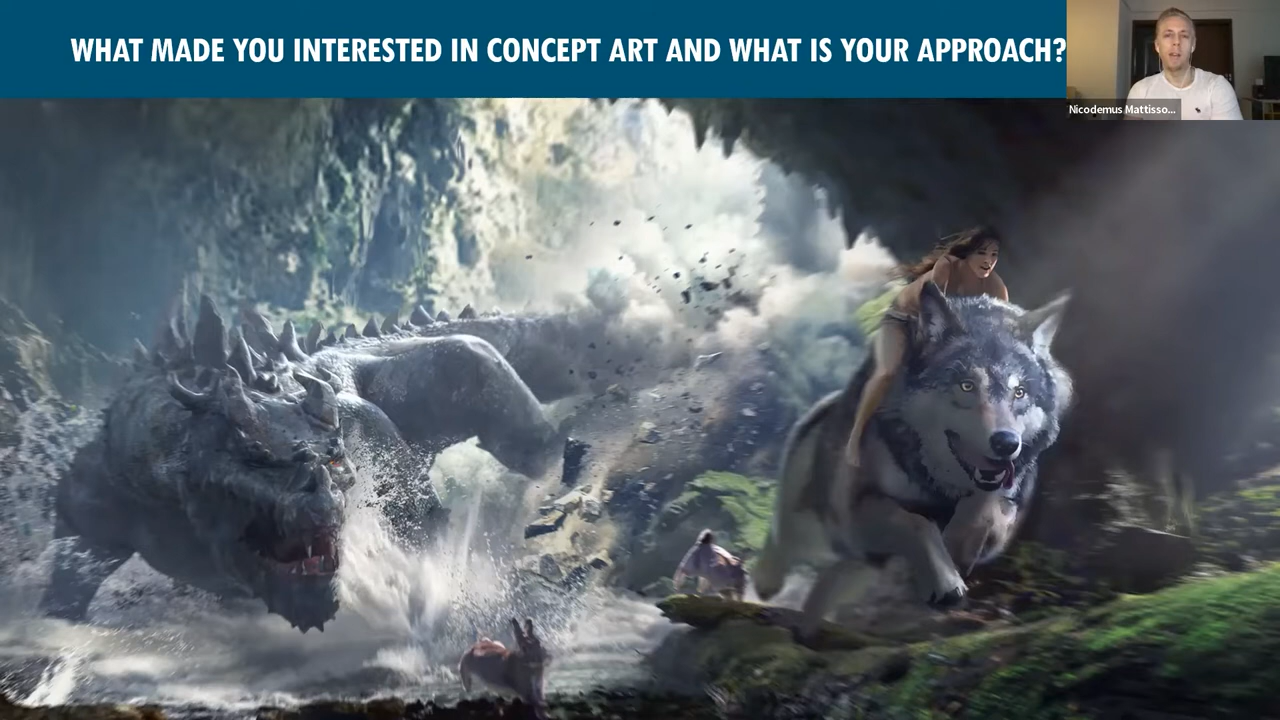 WHAT MADE YOU INTERESTED IN CONCEPT ART AND WHAT IS YOUR APPROACH?
Nicodemus Mattisso...